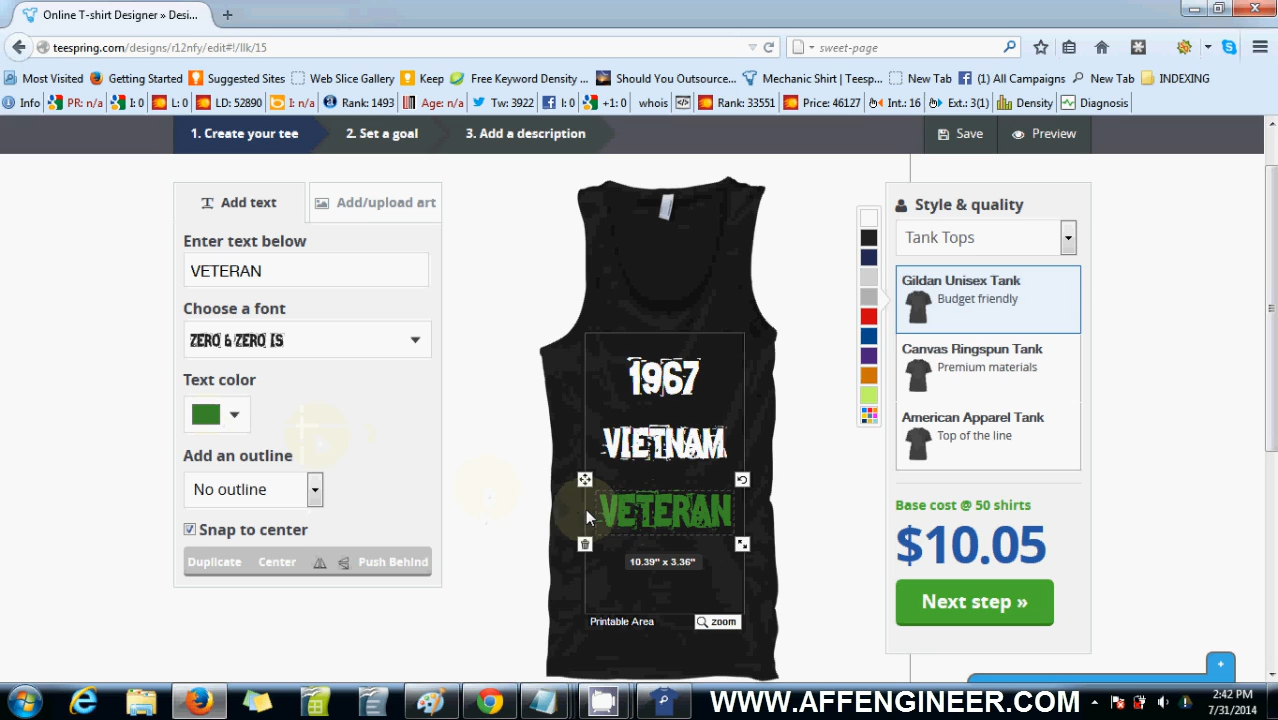 Online T-shirt Designer » Desi...
teespring.com/designs/r12nfy/edit#!/llk/15
sweet-page
Most Visited Getting Started Suggested Sites Web Slice Gallery Keep Free Keyword Density ... Should You Outsource... Mechanic Shirt | Teesp... New Tab (1) All Campaigns New Tab INDEXING
Info PR: n/a I: 0 L: 0 LD: 52890 I: n/a Rank: 1493 Age: n/a Tw: 3922 I: 0 +1: 0 whois Rank: 33551 Price: 46127 Int.: 16 Ext.: 3(1) Density Diagnosis
1. Create your tee 2. Set a goal 3. Add a description Save Preview
Add text Add/upload art
Enter text below
VETERAN
Choose a font
ZERO & ZERO IS
Text color
Add an outline
No outline
Snap to center
Duplicate Center Push Behind
1967
VIETNAM
VETERAN
10.39" x 3.36"
Printable Area zoom
Style & quality
Tank Tops
Gildan Unisex Tank
Budget friendly
Canvas Ringspun Tank
Premium materials
American Apparel Tank
Top of the line
Base cost @ 50 shirts
$10.05
Next step »
+
WWW.AFFENGINEER.COM
2:42 PM
7/31/2014